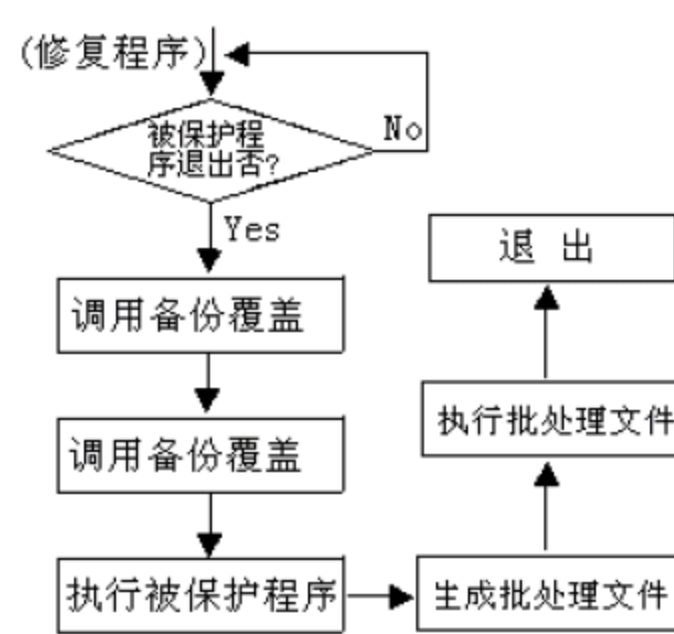 (修复程序)
被保护程
序退出否?
No
Yes
退 出
调用备份覆盖
执行批处理文件
调用备份覆盖
执行被保护程序
生成批处理文件